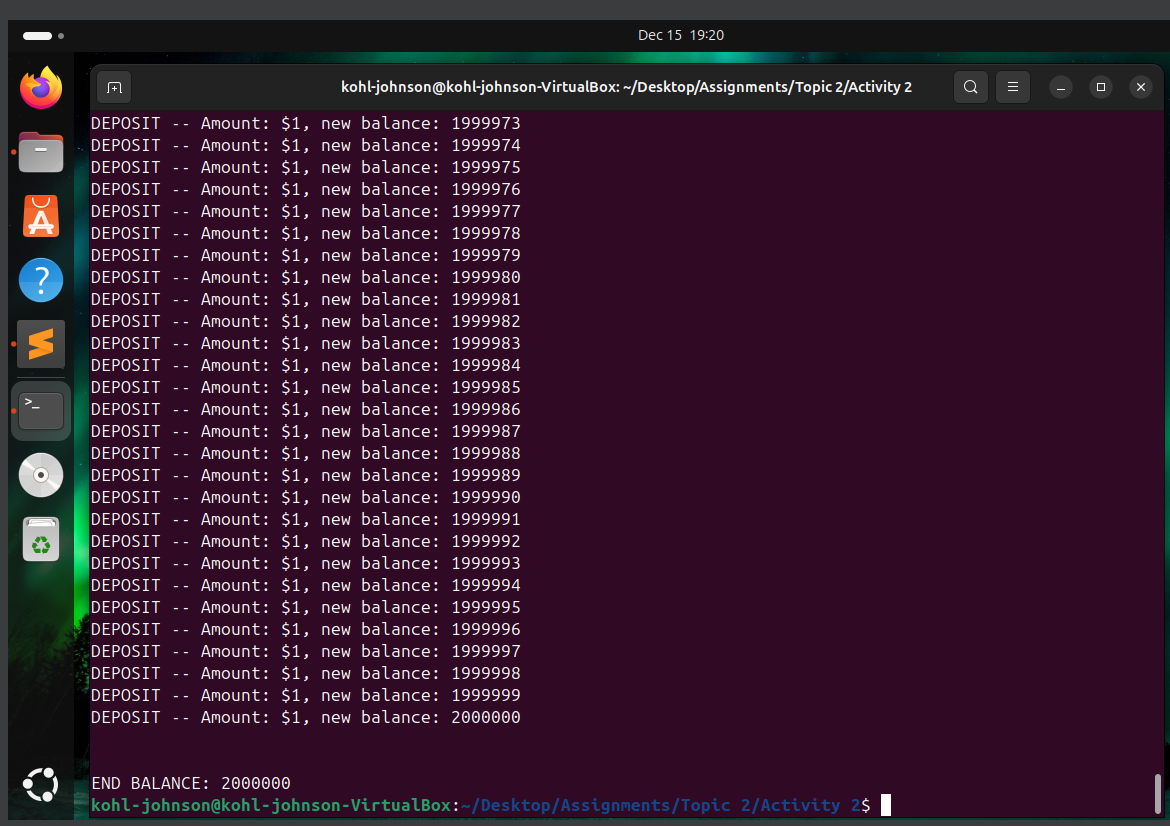 Dec 15 19:20
kohl-johnson@kohl-johnson-VirtualBox: ~/Desktop/Assignments/Topic 2/Activity 2
DEPOSIT -- Amount: $1, new balance: 1999973
DEPOSIT -- Amount: $1, new balance: 1999974
DEPOSIT -- Amount: $1, new balance: 1999975
DEPOSIT -- Amount: $1, new balance: 1999976
DEPOSIT -- Amount: $1, new balance: 1999977
DEPOSIT -- Amount: $1, new balance: 1999978
DEPOSIT -- Amount: $1, new balance: 1999979
DEPOSIT -- Amount: $1, new balance: 1999980
DEPOSIT -- Amount: $1, new balance: 1999981
DEPOSIT -- Amount: $1, new balance: 1999982
DEPOSIT -- Amount: $1, new balance: 1999983
DEPOSIT -- Amount: $1, new balance: 1999984
DEPOSIT -- Amount: $1, new balance: 1999985
DEPOSIT -- Amount: $1, new balance: 1999986
DEPOSIT -- Amount: $1, new balance: 1999987
DEPOSIT -- Amount: $1, new balance: 1999988
DEPOSIT -- Amount: $1, new balance: 1999989
DEPOSIT -- Amount: $1, new balance: 1999990
DEPOSIT -- Amount: $1, new balance: 1999991
DEPOSIT -- Amount: $1, new balance: 1999992
DEPOSIT -- Amount: $1, new balance: 1999993
DEPOSIT -- Amount: $1, new balance: 1999994
DEPOSIT -- Amount: $1, new balance: 1999995
DEPOSIT -- Amount: $1, new balance: 1999996
DEPOSIT -- Amount: $1, new balance: 1999997
DEPOSIT -- Amount: $1, new balance: 1999998
DEPOSIT -- Amount: $1, new balance: 1999999
DEPOSIT -- Amount: $1, new balance: 2000000
END BALANCE: 2000000
kohl-johnson@kohl-johnson-VirtualBox:~/Desktop/Assignments/Topic 2/Activity 2$